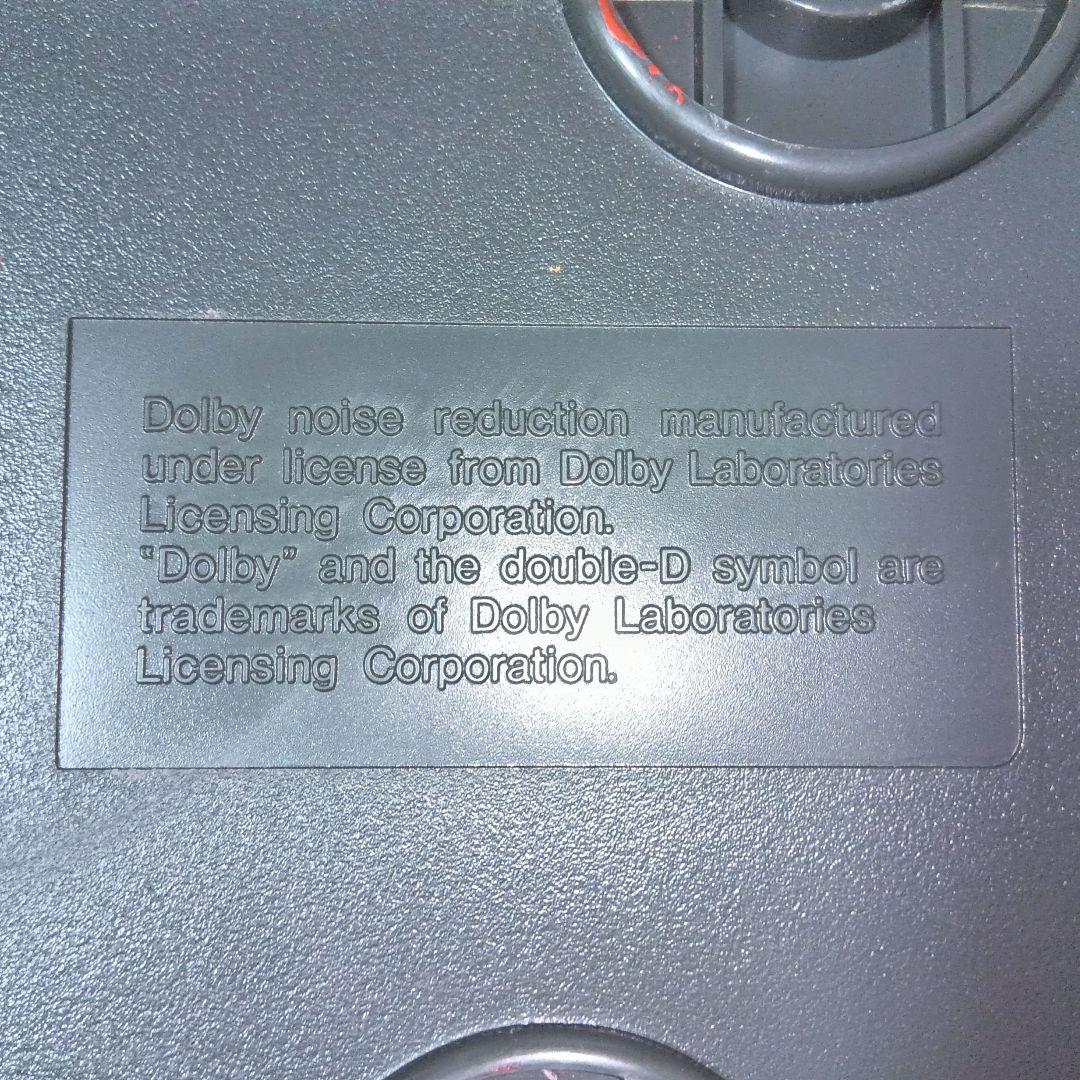 Dolby noise reduction manufactured
under license from Dolby Laboratories
Licensing Corporation.
“Dolby” and the double-D symbol are
trademarks of Dolby Laboratories
Licensing Corporation.